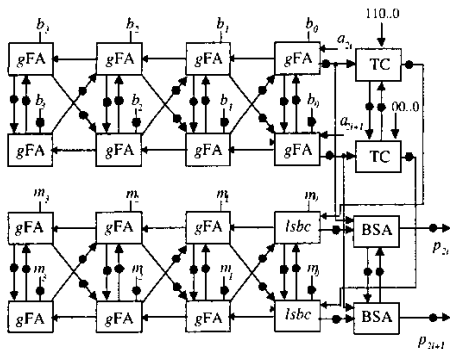 b₃ b₂ b₁ b₀ 110..0
gFA gFA gFA gFA a₂ᵢ TC
b₃ b₂ b₁ b₀ 00..0
gFA gFA gFA gFA a₂ᵢ₊₁ TC
m₃ m₂ m₁ m₀
gFA gFA gFA lsbc BSA p₂ᵢ
m₃ m₂ m₁ m₀
gFA gFA gFA lsbc BSA p₂ᵢ₊₁